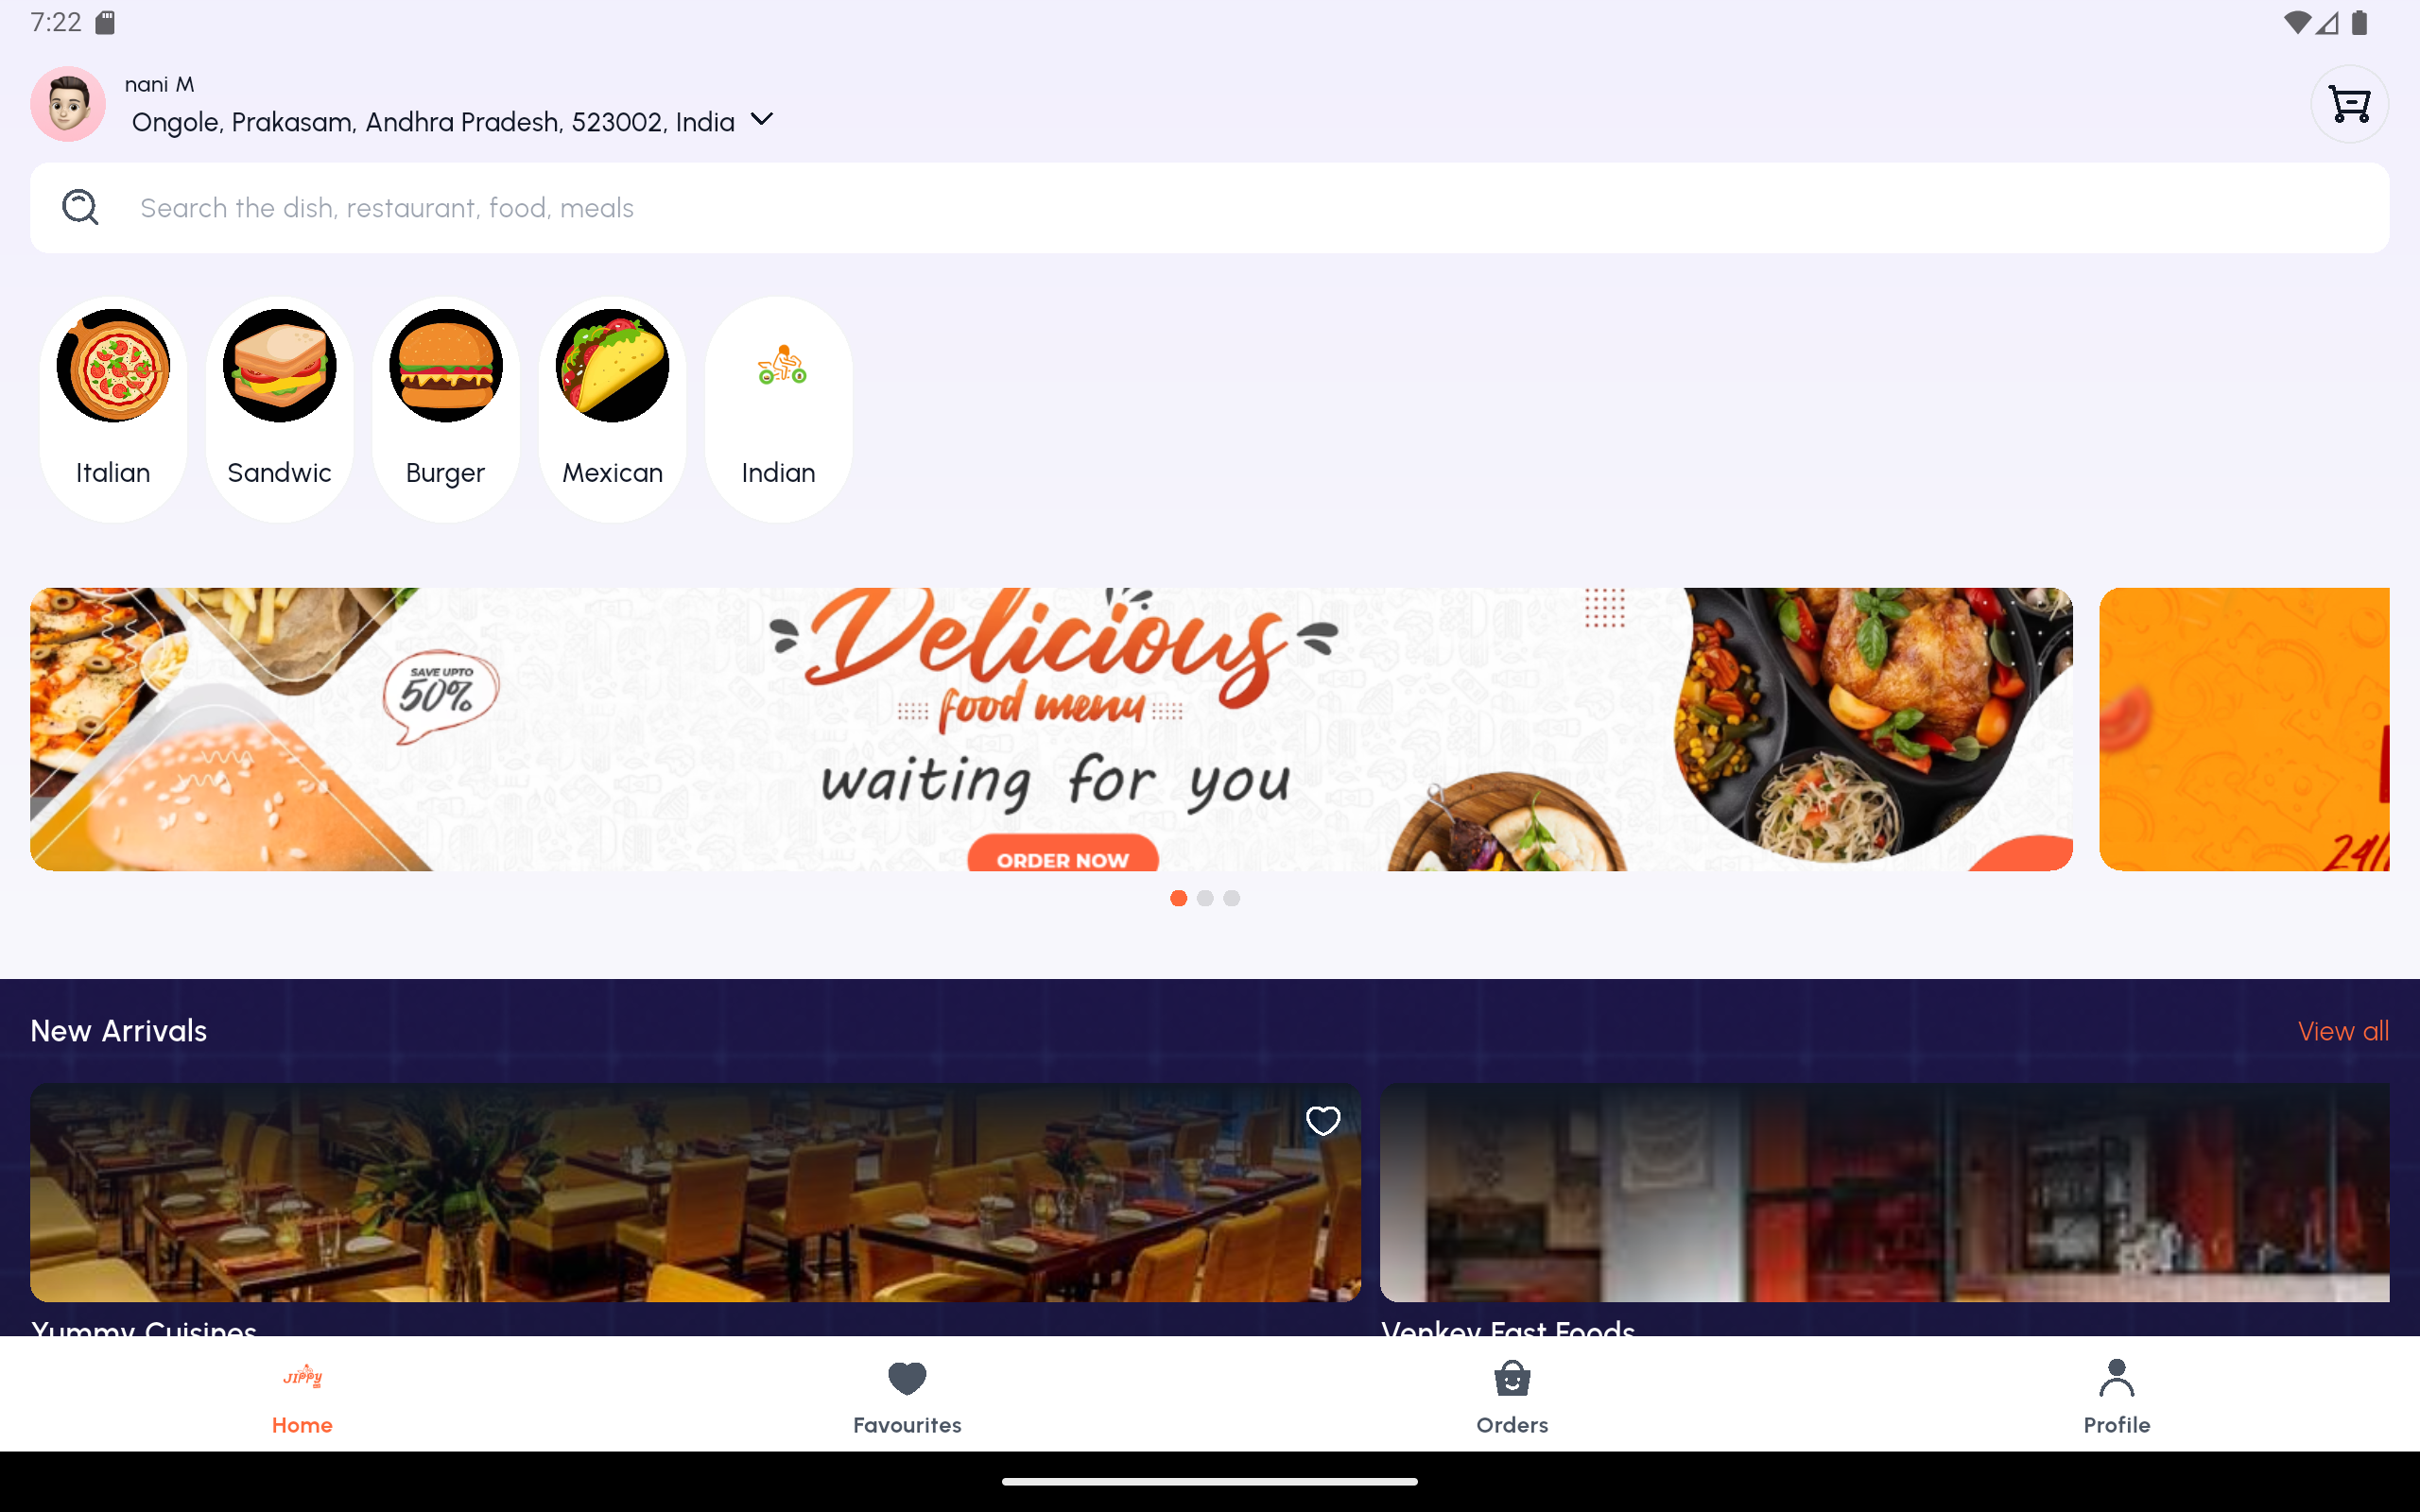 7:22
nani M
Ongole, Prakasam, Andhra Pradesh, 523002, India
Search the dish, restaurant, food, meals
Italian
Sandwic
Burger
Mexican
Indian
SAVE UPTO
50%
Delicious
food menu
waiting for you
ORDER NOW
24/
New Arrivals
View all
Yummy Cuisines
Venkey Fast Foods
JIPPY
Home
Favourites
Orders
Profile